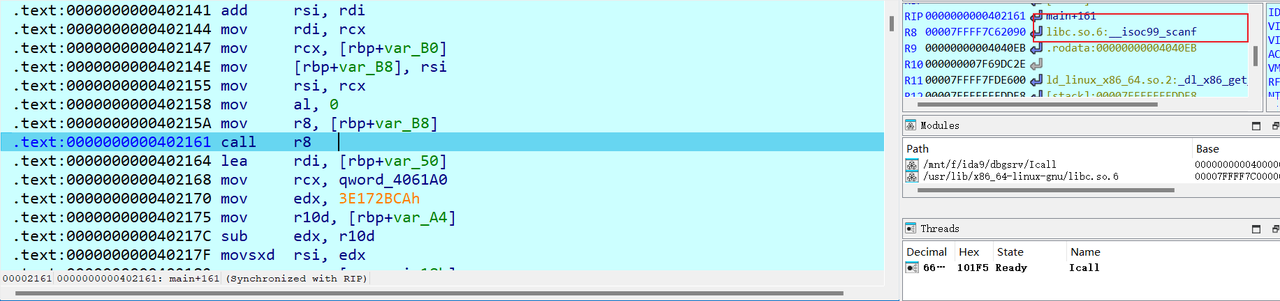 .text:0000000000402141 add rsi, rdi
.text:0000000000402144 mov rdi, rcx
.text:0000000000402147 mov rcx, [rbp+var_B0]
.text:000000000040214E mov [rbp+var_B8], rsi
.text:0000000000402155 mov rsi, rcx
.text:0000000000402158 mov al, 0
.text:000000000040215A mov r8, [rbp+var_B8]
.text:0000000000402161 call r8
.text:0000000000402164 lea rdi, [rbp+var_50]
.text:0000000000402168 mov rcx, qword_4061A0
.text:0000000000402170 mov edx, 3E172BCAh
.text:0000000000402175 mov r10d, [rbp+var_A4]
.text:000000000040217C sub edx, r10d
.text:000000000040217F movsxd rsi, edx
00002161 0000000000402161: main+161 (Synchronized with RIP)
RIP 0000000000402161 main+161
R8 00007FFFF7C62090 libc.so.6:__isoc99_scanf
R9 00000000004040EB .rodata:00000000004040EB
R10 000000007F69DC2E
R11 00007FFFF7FDE600 ld_linux_x86_64.so.2:_dl_x86_get_
Modules
Path Base
/mnt/f/ida9/dbgsrv/Icall 000000000040000
/usr/lib/x86_64-linux-gnu/libc.so.6 00007FFFF7C0000
Threads
Decimal Hex State Name
66… 101F5 Ready Icall
ID
VI
VI
AC
VM
RF